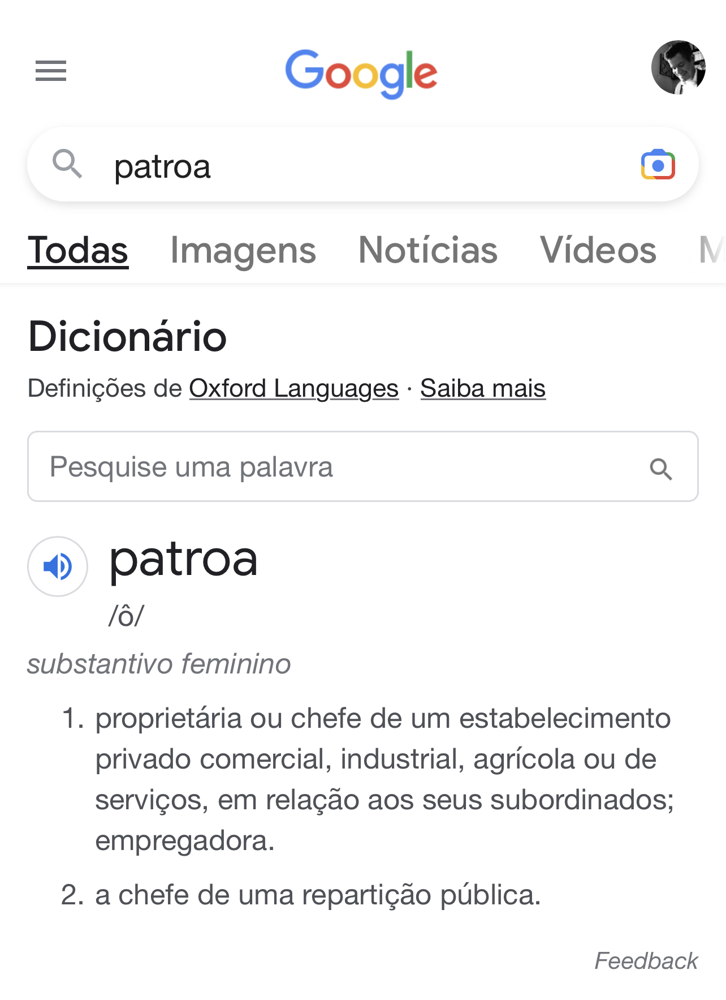 Google
patroa
Todas Imagens Notícias Vídeos M
Dicionário
Definições de Oxford Languages · Saiba mais
Pesquise uma palavra
patroa
/ô/
substantivo feminino
1. proprietária ou chefe de um estabelecimento
privado comercial, industrial, agrícola ou de
serviços, em relação aos seus subordinados;
empregadora.
2. a chefe de uma repartição pública.
Feedback